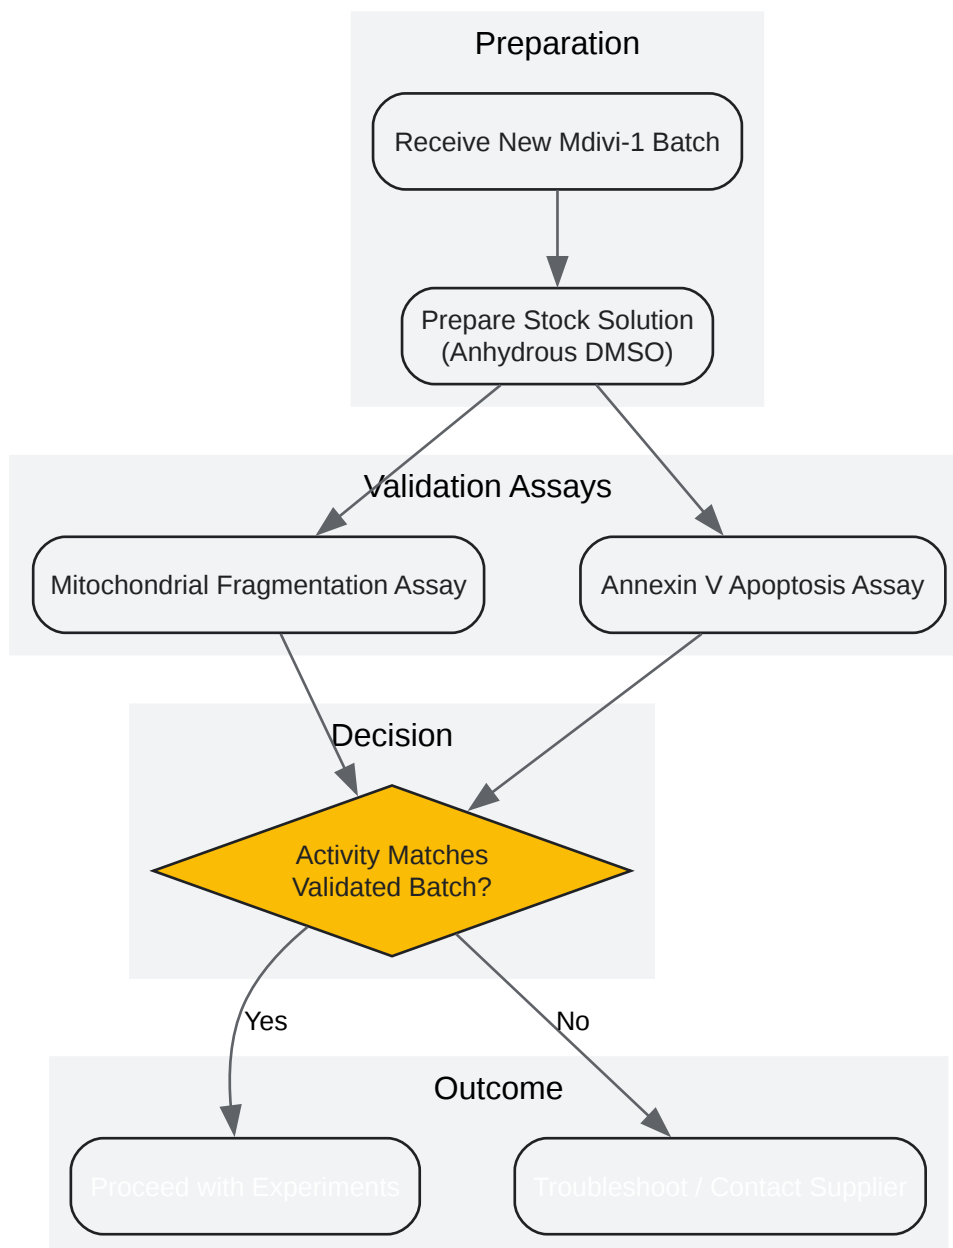 Preparation
Receive New Mdivi-1 Batch
Prepare Stock Solution
(Anhydrous DMSO)
Validation Assays
Mitochondrial Fragmentation Assay
Annexin V Apoptosis Assay
Decision
Activity Matches
Validated Batch?
Yes
No
Outcome
Proceed with Experiments
Troubleshoot / Contact Supplier